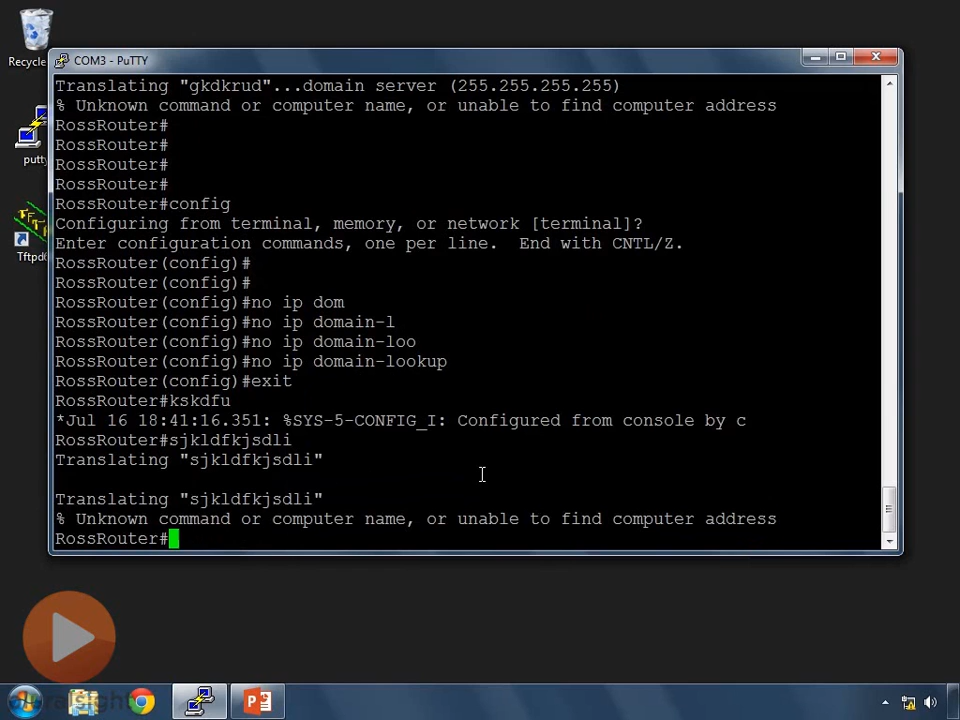 Recycle
COM3 - PuTTY
Translating "gkdkrud"...domain server (255.255.255.255)
% Unknown command or computer name, or unable to find computer address
RossRouter#
RossRouter#
RossRouter#
RossRouter#
RossRouter#config
Configuring from terminal, memory, or network [terminal]?
Enter configuration commands, one per line.  End with CNTL/Z.
RossRouter(config)#
RossRouter(config)#
RossRouter(config)#no ip dom
RossRouter(config)#no ip domain-l
RossRouter(config)#no ip domain-loo
RossRouter(config)#no ip domain-lookup
RossRouter(config)#exit
RossRouter#kskdfu
*Jul 16 18:41:16.351: %SYS-5-CONFIG_I: Configured from console by c
RossRouter#sjkldfkjsdli
Translating "sjkldfkjsdli"
Translating "sjkldfkjsdli"
% Unknown command or computer name, or unable to find computer address
RossRouter#
putty
Tftpd6
pluralsight